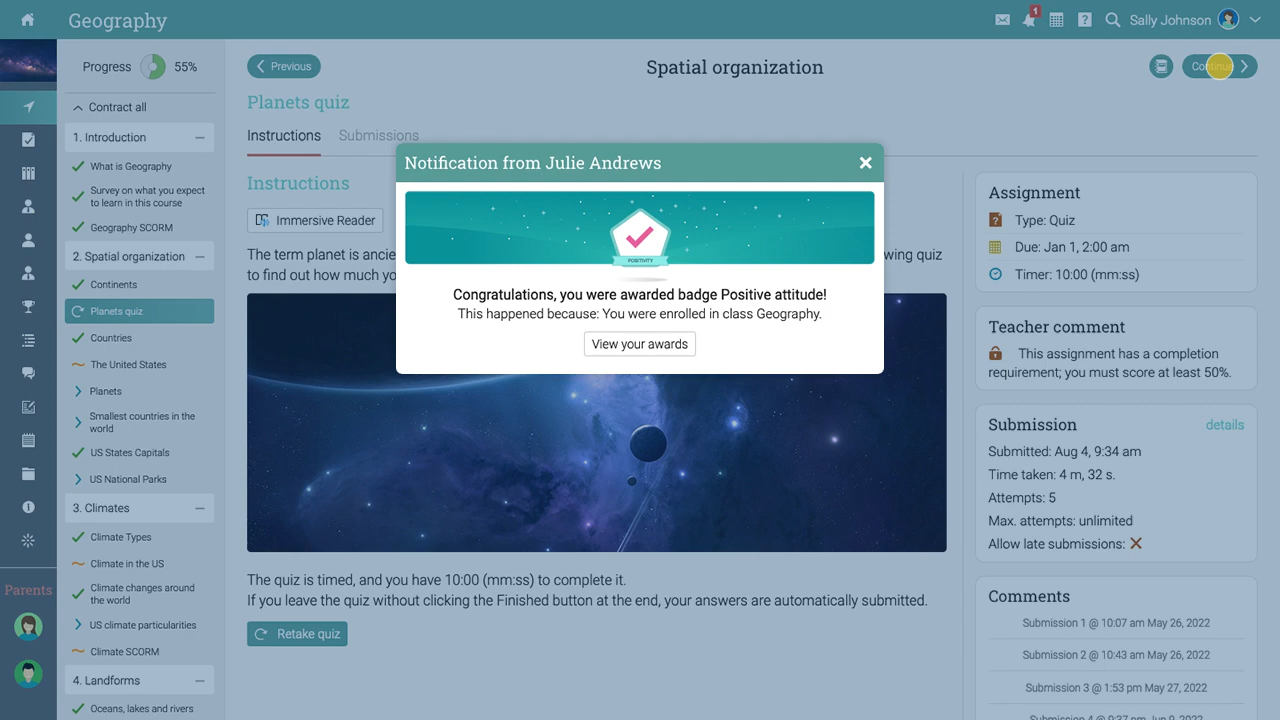 Geography
1
Sally Johnson
Progress 55%
Contract all
1. Introduction
What is Geography
Survey on what you expect
to learn in this course
Geography SCORM
2. Spatial organization
Continents
Planets quiz
Countries
The United States
Planets
Smallest countries in the
world
US States Capitals
US National Parks
3. Climates
Climate Types
Climate in the US
Climate changes around
the world
US climate particularities
Climate SCORM
4. Landforms
Oceans, lakes and rivers
Parents
Previous
Spatial organization
Continue
Planets quiz
Instructions Submissions
Instructions
Immersive Reader
The term planet is ancie
wing quiz
to find out how much yo
Notification from Julie Andrews
POSITIVITY
Congratulations, you were awarded badge Positive attitude!
This happened because: You were enrolled in class Geography.
View your awards
The quiz is timed, and you have 10:00 (mm:ss) to complete it.
If you leave the quiz without clicking the Finished button at the end, your answers are automatically submitted.
Retake quiz
Assignment
Type: Quiz
Due: Jan 1, 2:00 am
Timer: 10:00 (mm:ss)
Teacher comment
This assignment has a completion
requirement; you must score at least 50%.
Submission details
Submitted: Aug 4, 9:34 am
Time taken: 4 m, 32 s.
Attempts: 5
Max. attempts: unlimited
Allow late submissions:
Comments
Submission 1 @ 10:07 am May 26, 2022
Submission 2 @ 10:43 am May 26, 2022
Submission 3 @ 1:53 pm May 27, 2022
Submission 4 @ 9:37 pm Jun 9, 2022